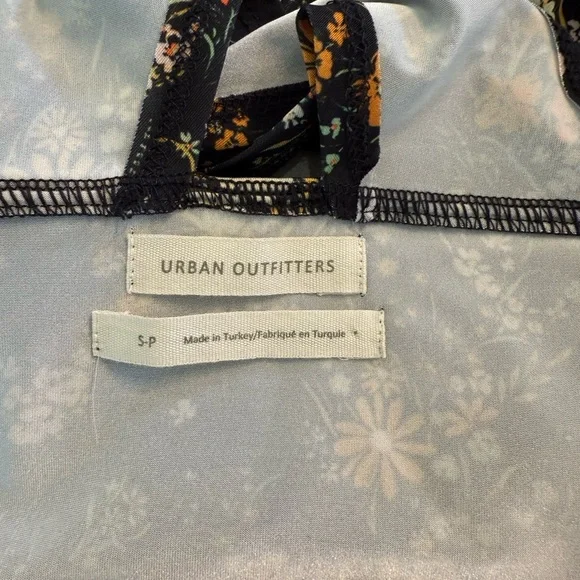 URBAN OUTFITTERS
S-P Made in Turkey/Fabriqué en Turquie